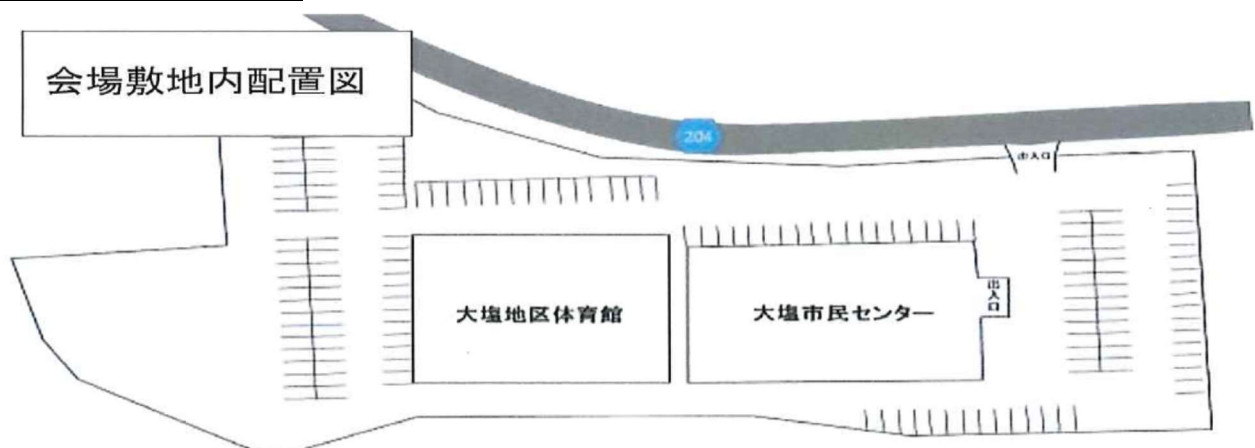 会場敷地内配置図
204
出入口
大塩地区体育館
大塩市民センター
出入口